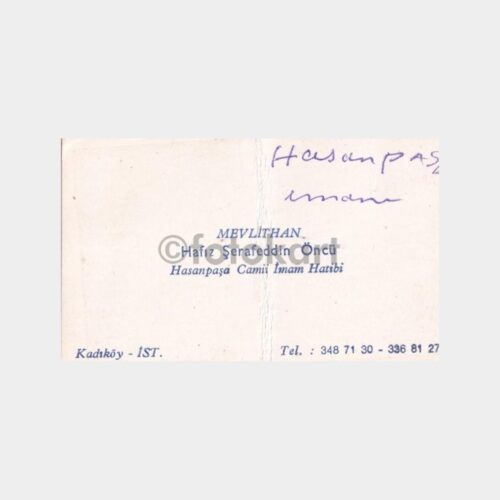 Hasanpaş
imamı
MEVLİTHAN
©fotokart
Hafız Şerafeddin Öncü
Hasanpaşa Camii İmam Hatibi
Kadıköy - İST.
Tel. : 348 71 30 - 336 81 27